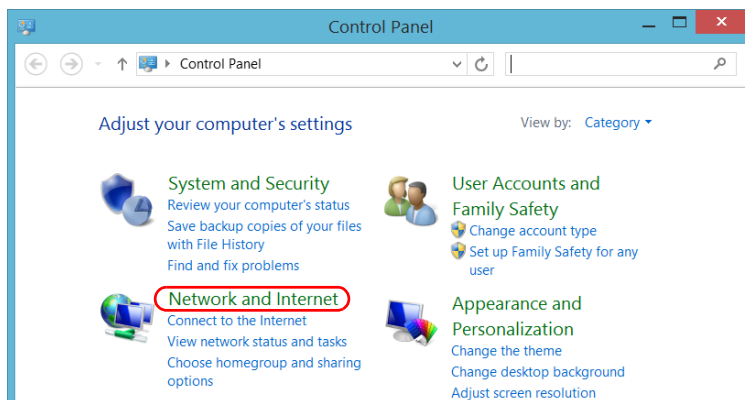 Control Panel
Control Panel
Adjust your computer's settings
View by: Category
System and Security
Review your computer's status
Save backup copies of your files
with File History
Find and fix problems
Network and Internet
Connect to the Internet
View network status and tasks
Choose homegroup and sharing
options
User Accounts and
Family Safety
Change account type
Set up Family Safety for any
user
Appearance and
Personalization
Change the theme
Change desktop background
Adjust screen resolution